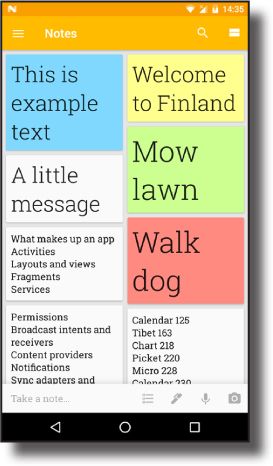 14:35
Notes
This is
example
text
A little
message
What makes up an app
Activities
Layouts and views
Fragments
Services
Permissions
Broadcast intents and
receivers
Content providers
Notifications
Sync adapters and
Welcome
to Finland
Mow
lawn
Walk
dog
Calendar 125
Tibet 163
Chart 218
Picket 220
Micro 228
Calendar 230
Take a note...